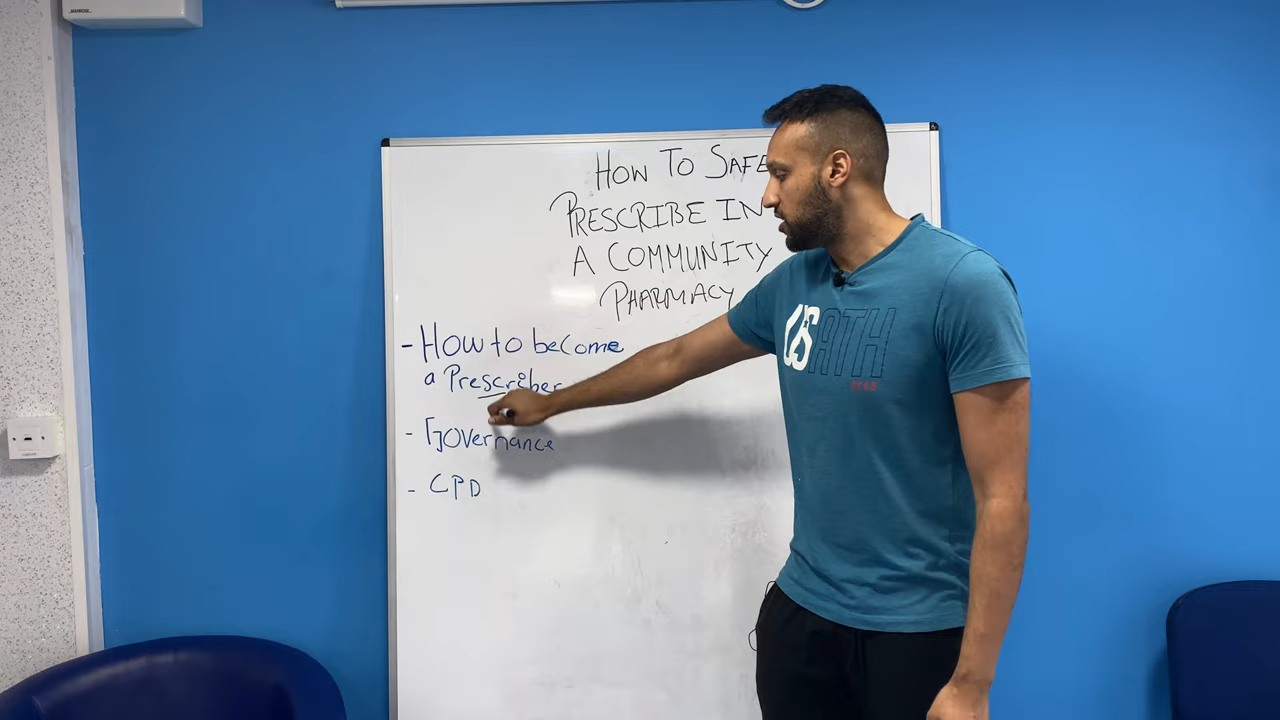 How To SAFE
PRESCRIBE IN
A COMMUNITY
PHARMACY
- How to become
a Prescriber
- Governance
- CPD